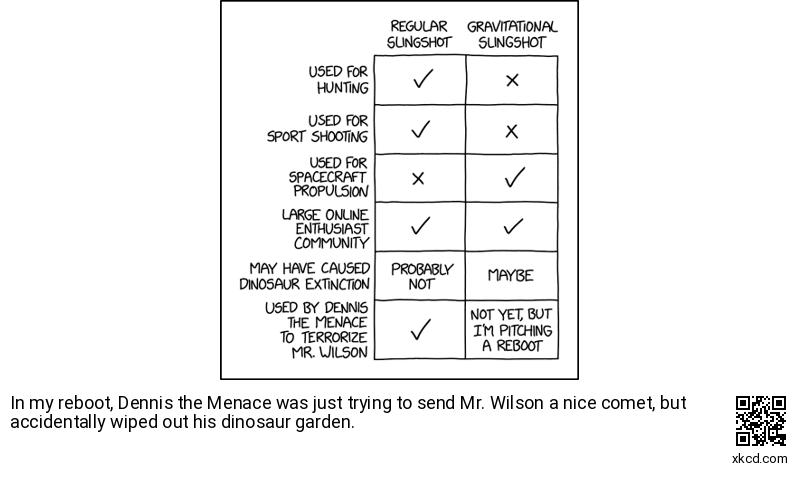 REGULAR SLINGSHOT
GRAVITATIONAL SLINGSHOT
USED FOR
HUNTING
✓ ×
USED FOR
SPORT SHOOTING
✓ ×
USED FOR
SPACECRAFT
PROPULSION
× ✓
LARGE ONLINE
ENTHUSIAST
COMMUNITY
✓ ✓
MAY HAVE CAUSED
DINOSAUR EXTINCTION
PROBABLY
NOT
MAYBE
USED BY DENNIS
THE MENACE
TO TERRORIZE
MR. WILSON
✓
NOT YET, BUT
I'M PITCHING
A REBOOT
In my reboot, Dennis the Menace was just trying to send Mr. Wilson a nice comet, but
accidentally wiped out his dinosaur garden.
xkcd.com